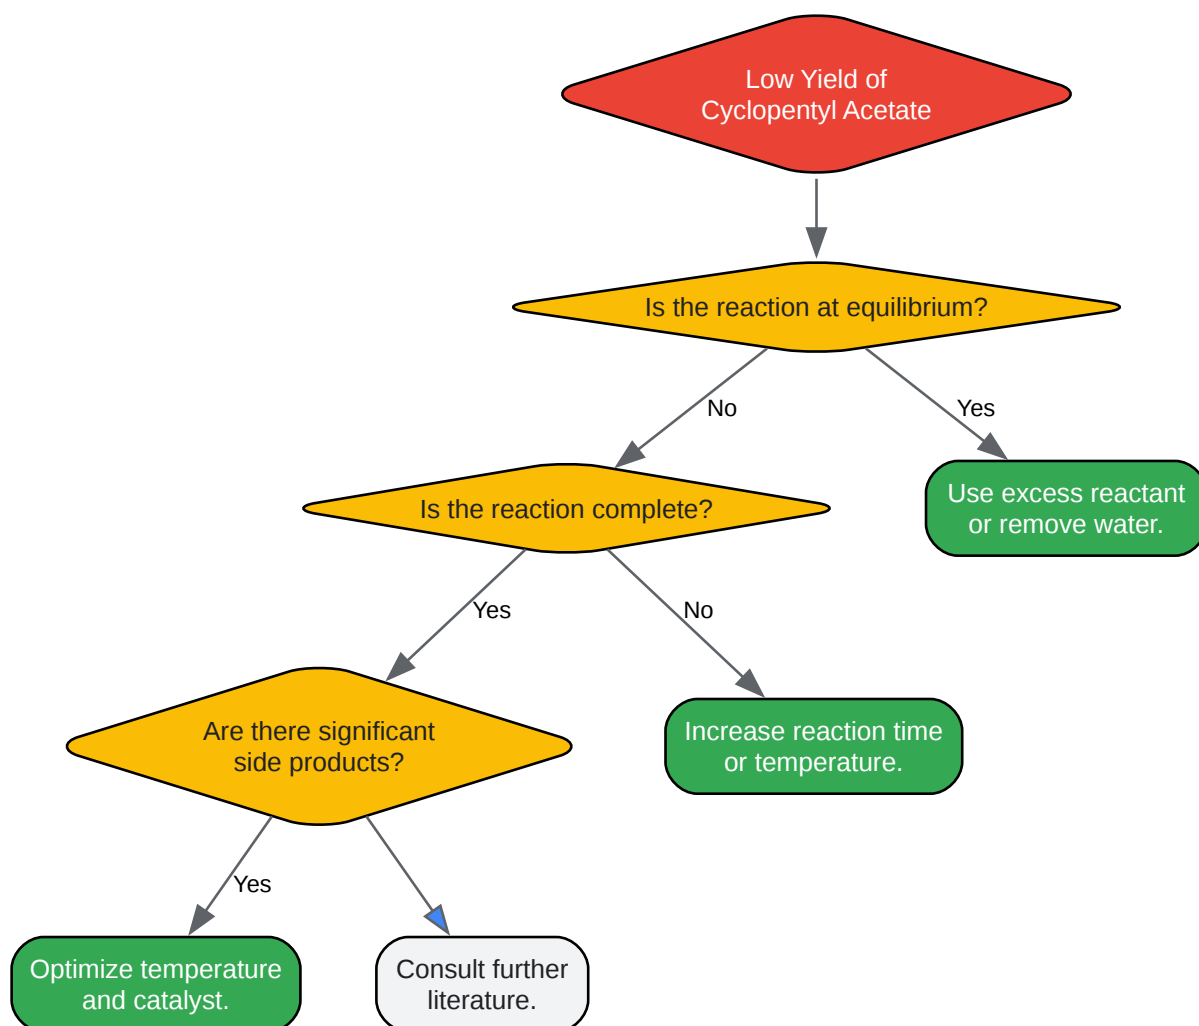 Low Yield of
Cyclopentyl Acetate
Is the reaction at equilibrium?
No
Yes
Use excess reactant
or remove water.
Is the reaction complete?
Yes
No
Increase reaction time
or temperature.
Are there significant
side products?
Yes
Optimize temperature
and catalyst.
Consult further
literature.